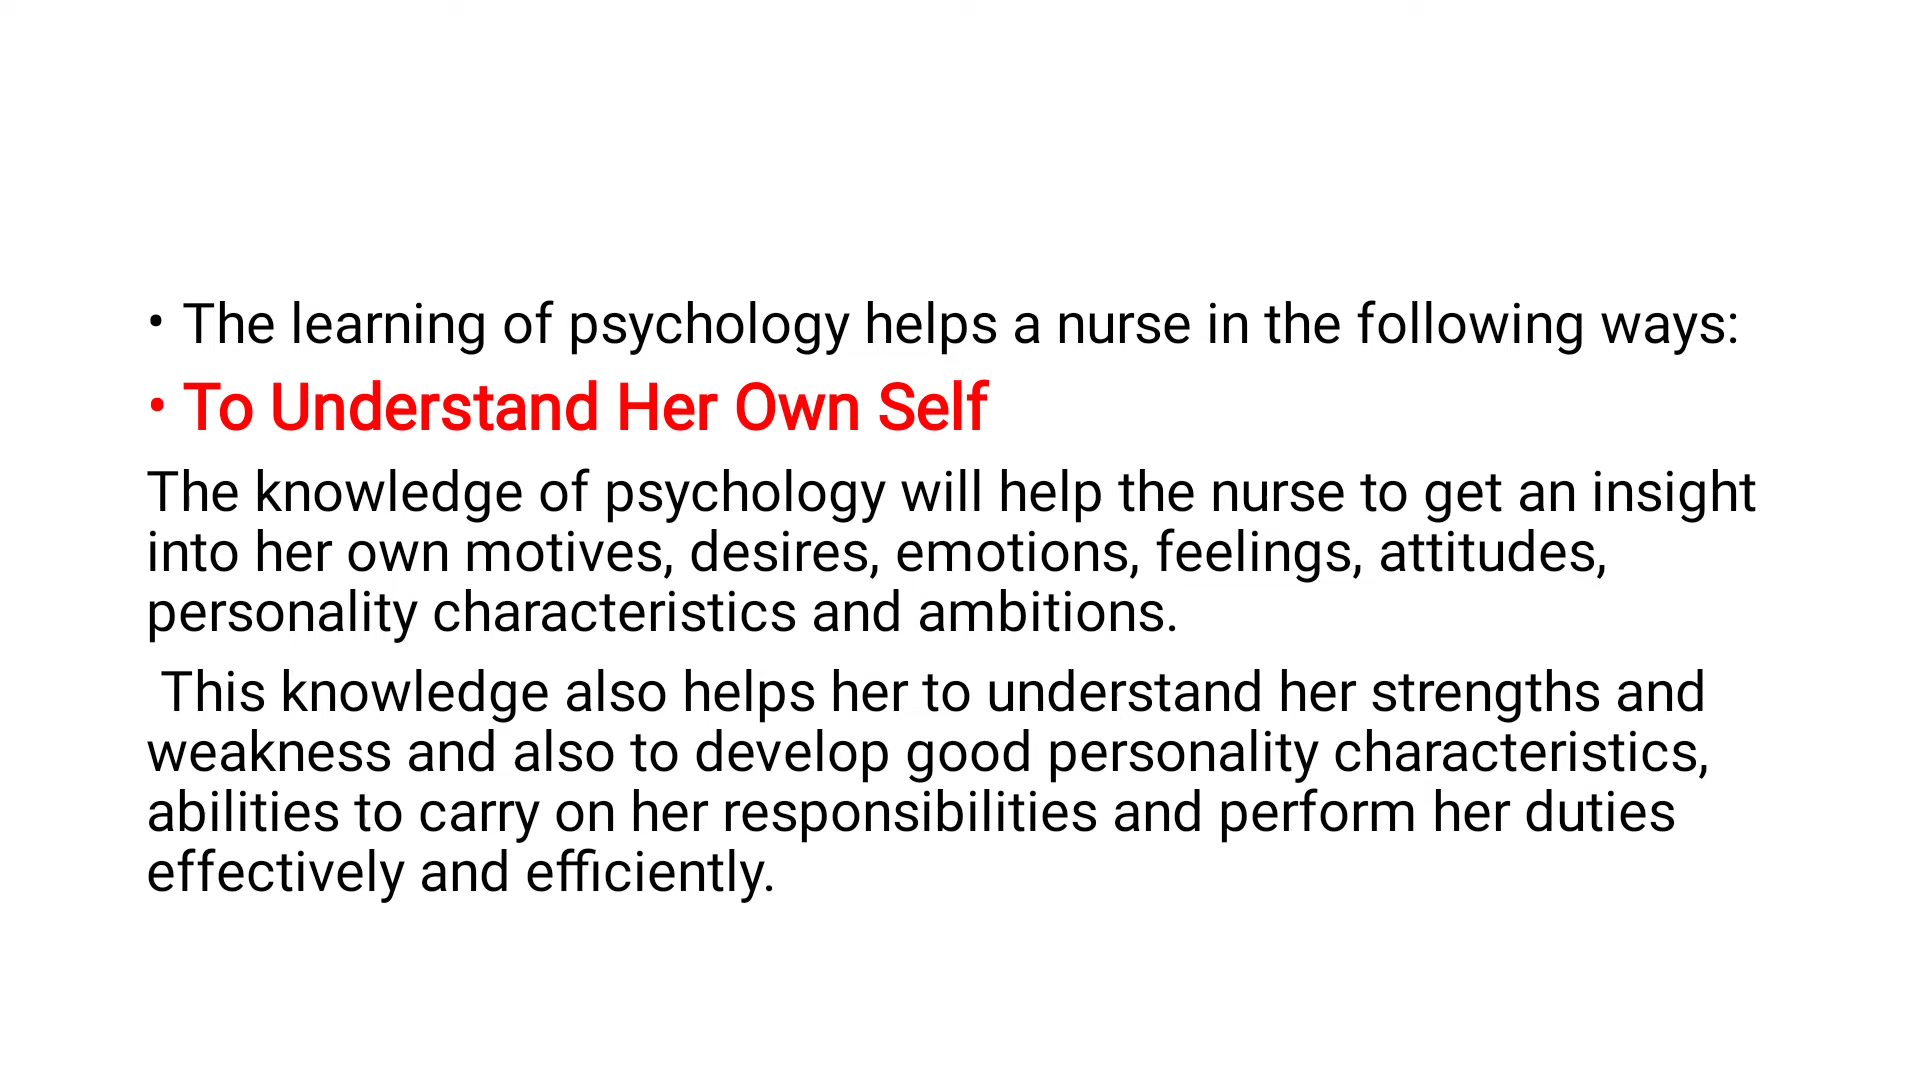 • The learning of psychology helps a nurse in the following ways:
• To Understand Her Own Self
The knowledge of psychology will help the nurse to get an insight
into her own motives, desires, emotions, feelings, attitudes,
personality characteristics and ambitions.
This knowledge also helps her to understand her strengths and
weakness and also to develop good personality characteristics,
abilities to carry on her responsibilities and perform her duties
effectively and efficiently.